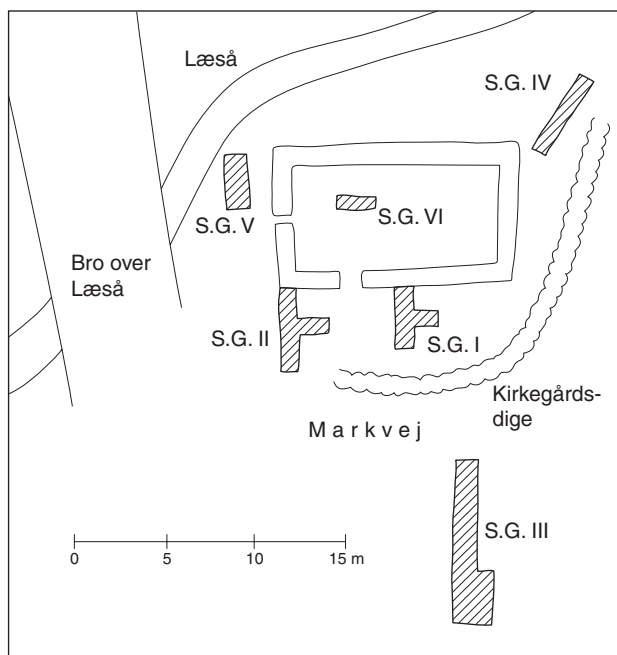 Læså
S.G. IV
S.G. V
S.G. VI
Bro over
Læså
S.G. II
S.G. I
Kirkegårds-
dige
Markvej
S.G. III
0 5 10 15 m